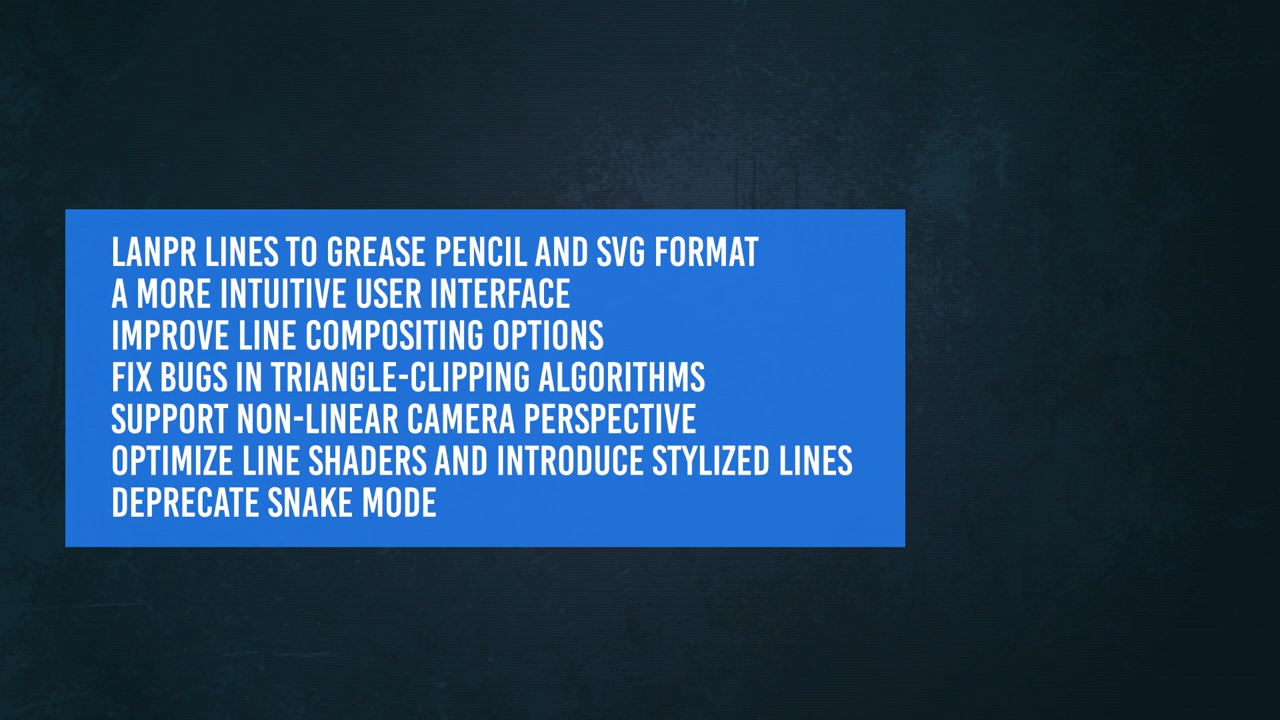 LANPR LINES TO GREASE PENCIL AND SVG FORMAT
A MORE INTUITIVE USER INTERFACE
IMPROVE LINE COMPOSITING OPTIONS
FIX BUGS IN TRIANGLE-CLIPPING ALGORITHMS
SUPPORT NON-LINEAR CAMERA PERSPECTIVE
OPTIMIZE LINE SHADERS AND INTRODUCE STYLIZED LINES
DEPRECATE SNAKE MODE